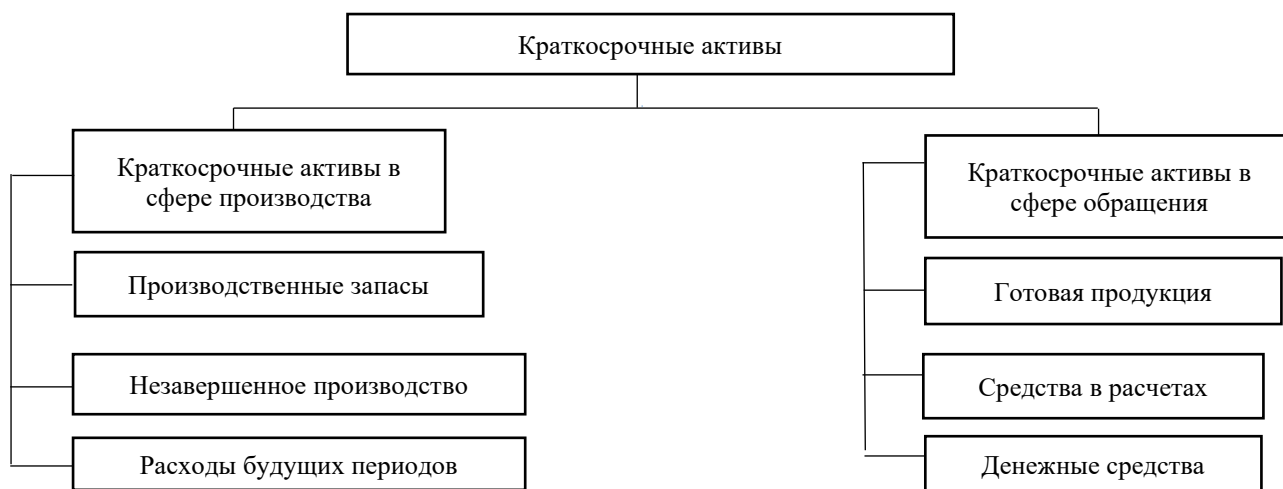 Краткосрочные активы
Краткосрочные активы в
сфере производства
Производственные запасы
Незавершенное производство
Расходы будущих периодов
Краткосрочные активы в
сфере обращения
Готовая продукция
Средства в расчетах
Денежные средства